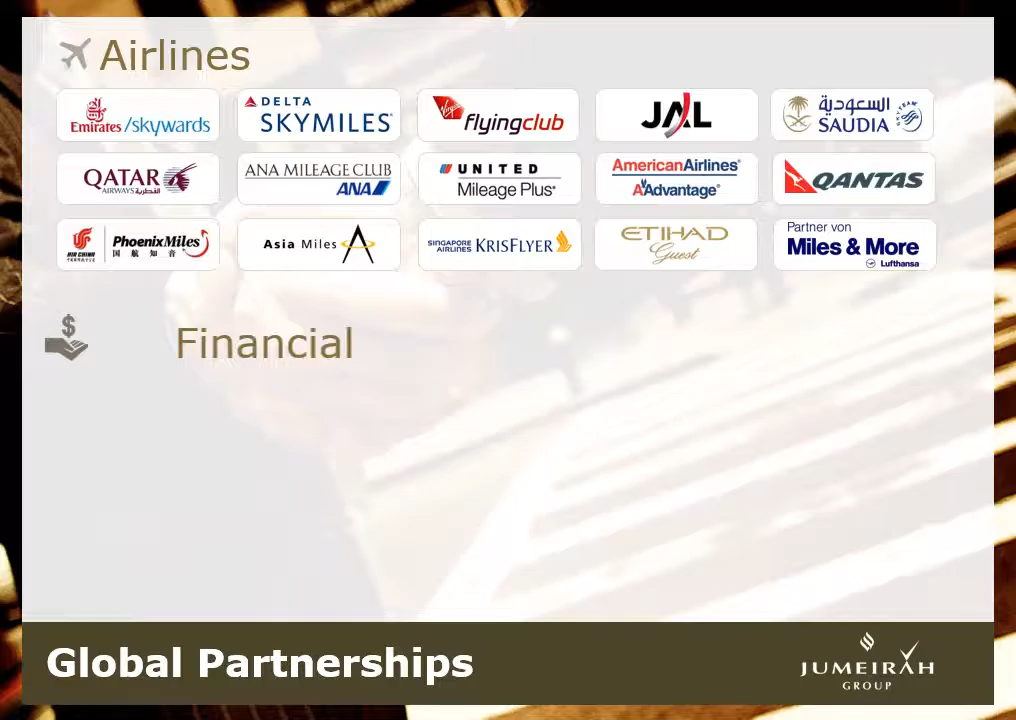 Airlines
Emirates/skywards
DELTA
SKYMILES
Virgin
flyingclub
JAL
السعودية
SAUDIA
SKYTEAM
QATAR
AIRWAYS القطرية
ANA MILEAGE CLUB
ANA
UNITED
Mileage Plus®
AmericanAirlines®
AAdvantage®
QANTAS
AIR CHINA
PhoenixMiles
国 航 知 音
Asia Miles
SINGAPORE
AIRLINES
KRISFLYER
ETIHAD
Guest
Partner von
Miles & More
Lufthansa
$
Financial
Global Partnerships
JUMEIRAH
GROUP